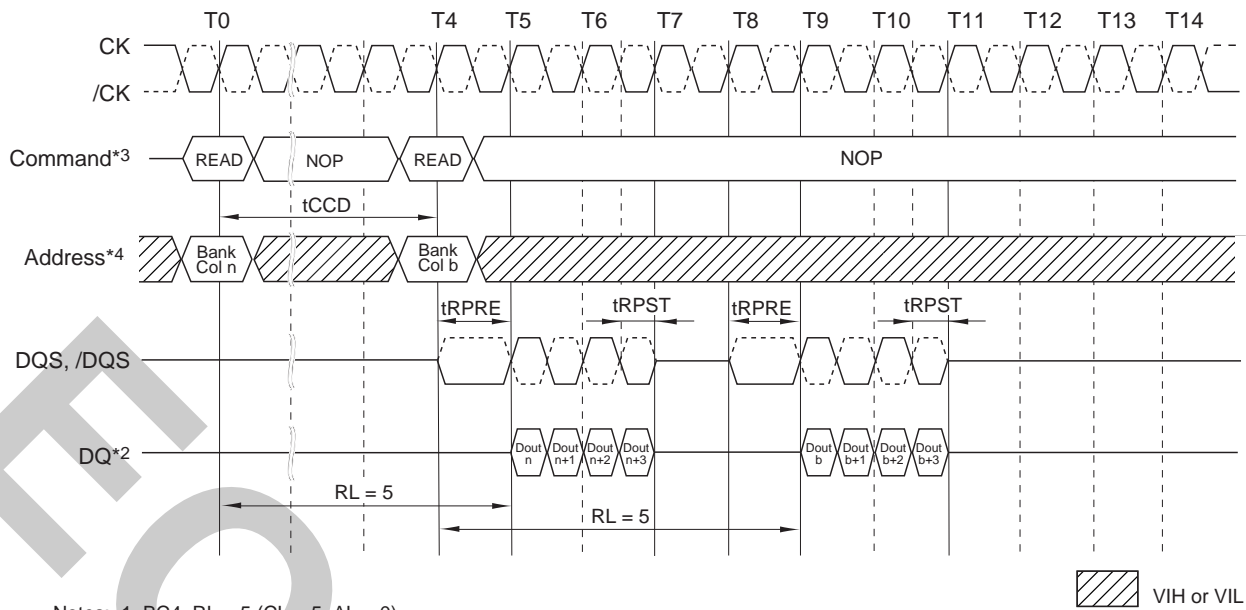 T0 T4 T5 T6 T7 T8 T9 T10 T11 T12 T13 T14
CK
/CK
Command*3 READ NOP READ NOP
tCCD
Address*4 Bank Col n Bank Col b
tRPRE tRPST tRPRE tRPST
DQS, /DQS
DQ*2 Dout n Dout n+1 Dout n+2 Dout n+3 Dout b Dout b+1 Dout b+2 Dout b+3
RL = 5
RL = 5
VIH or VIL